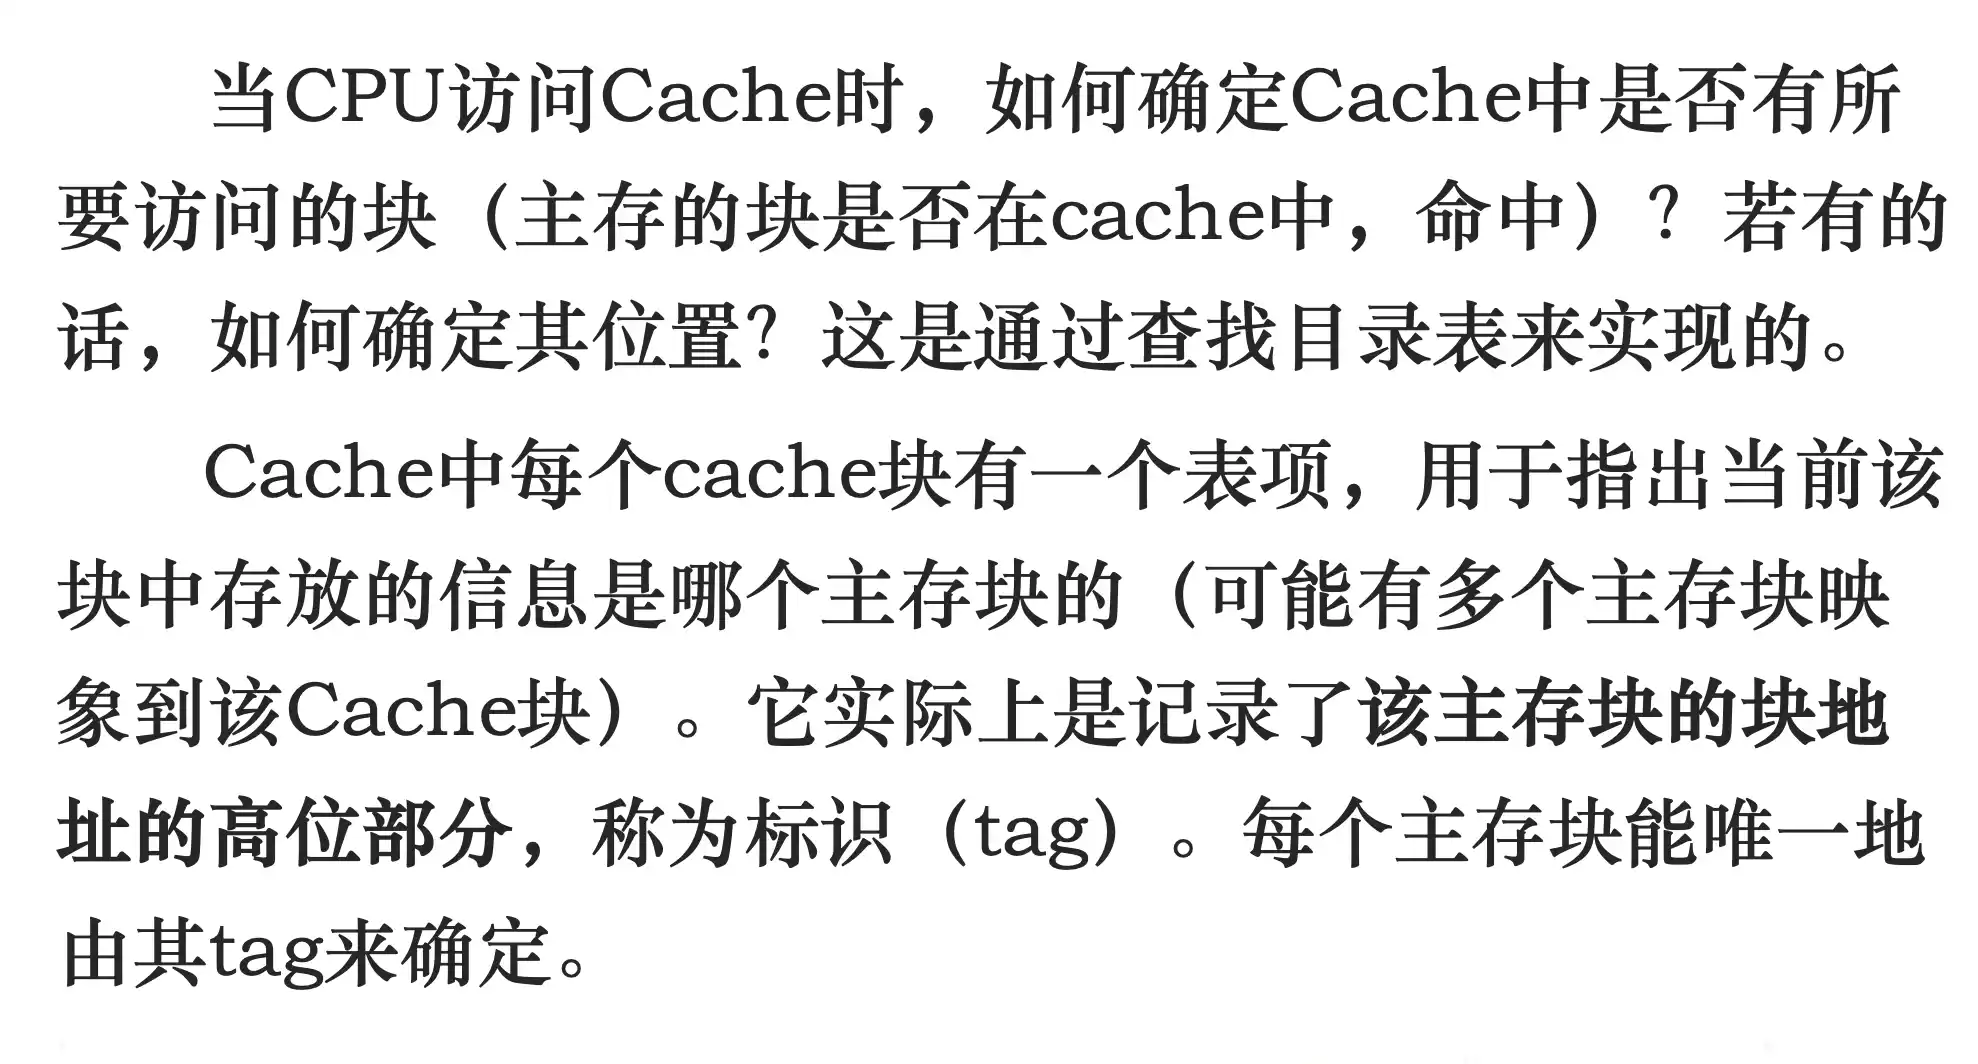 当CPU访问Cache时，如何确定Cache中是否有所
要访问的块（主存的块是否在cache中，命中）？若有的
话，如何确定其位置？这是通过查找目录表来实现的。
Cache中每个cache块有一个表项，用于指出当前该
块中存放的信息是哪个主存块的（可能有多个主存块映
象到该Cache块）。它实际上是记录了该主存块的块地
址的高位部分，称为标识（tag）。每个主存块能唯一地
由其tag来确定。